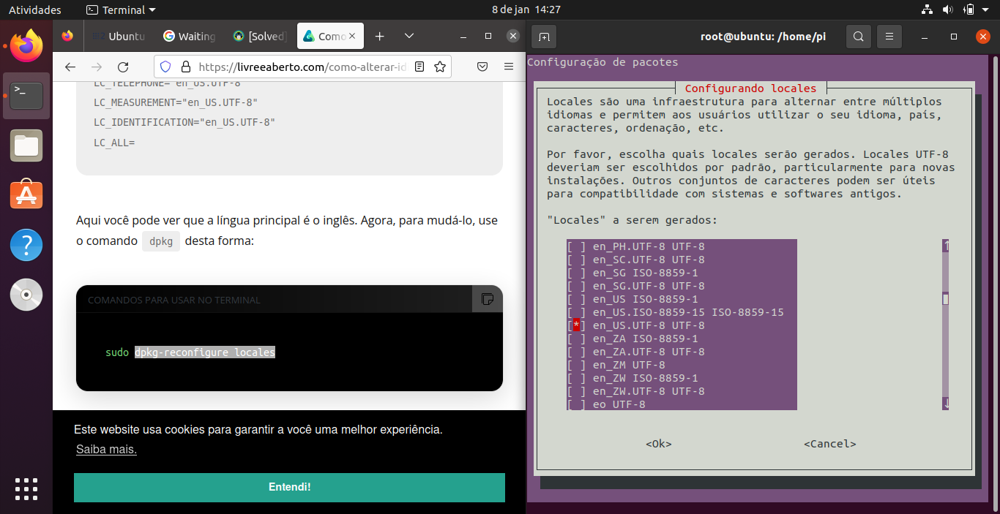 Atividades
Terminal
8 de jan 14:27
Ubuntu
Waiting
[Solved]
Como
https://livreeaberto.com/como-alterar-id
LC_TELEPHONE="en_US.UTF-8"
LC_MEASUREMENT="en_US.UTF-8"
LC_IDENTIFICATION="en_US.UTF-8"
LC_ALL=
Aqui você pode ver que a língua principal é o inglês. Agora, para mudá-lo, use
o comando dpkg desta forma:
COMANDOS PARA USAR NO TERMINAL
sudo dpkg-reconfigure locales
Este website usa cookies para garantir a você uma melhor experiência.
Saiba mais.
Entendi!
root@ubuntu: /home/pi
Configuração de pacotes
Configurando locales
Locales são uma infraestrutura para alternar entre múltiplos
idiomas e permitem aos usuários utilizar o seu idioma, país,
caracteres, ordenação, etc.
Por favor, escolha quais locales serão gerados. Locales UTF-8
deveriam ser escolhidos por padrão, particularmente para novas
instalações. Outros conjuntos de caracteres podem ser úteis
para compatibilidade com sistemas e softwares antigos.
"Locales" a serem gerados:
[ ] en_PH.UTF-8 UTF-8
[ ] en_SC.UTF-8 UTF-8
[ ] en_SG ISO-8859-1
[ ] en_SG.UTF-8 UTF-8
[ ] en_US ISO-8859-1
[ ] en_US.ISO-8859-15 ISO-8859-15
[*] en_US.UTF-8 UTF-8
[ ] en_ZA ISO-8859-1
[ ] en_ZA.UTF-8 UTF-8
[ ] en_ZM UTF-8
[ ] en_ZW ISO-8859-1
[ ] en_ZW.UTF-8 UTF-8
[ ] eo UTF-8
<Ok> <Cancel>